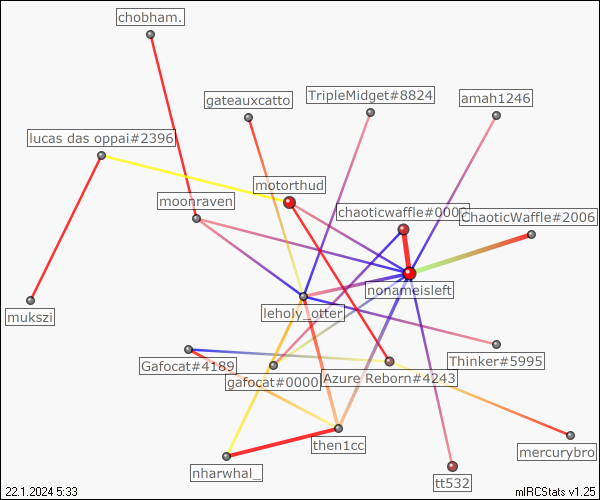 chobham.
gateauxcatto
TripleMidget#8824
amah1246
lucas das oppai#2396
motorthud
moonraven
chaoticwaffle#000
ChaoticWaffle#2006
nonameisleft
leholy_otter
mukszi
Gafocat#4189
gafocat#0000
Azure Reborn#4243
Thinker#5995
then1cc
mercurybro
nharwhal_
tt532
22.1.2024 5:33
mIRCStats v1.25